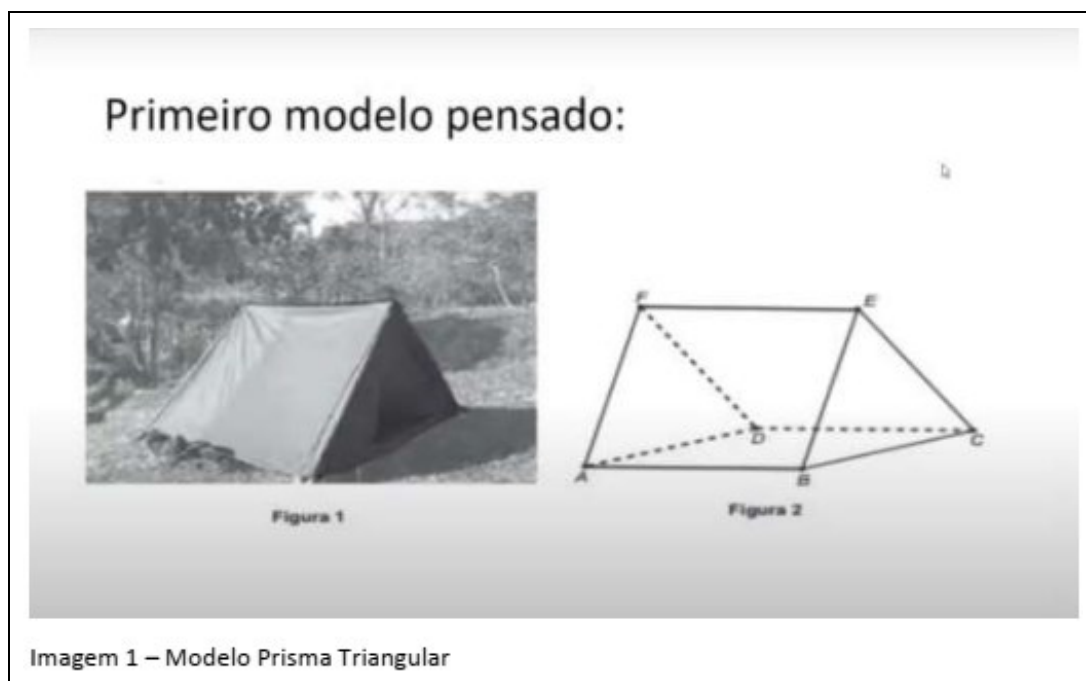 Primeiro modelo pensado:
F
E
D
C
A
B
Figura 1
Figura 2
Imagem 1 – Modelo Prisma Triangular